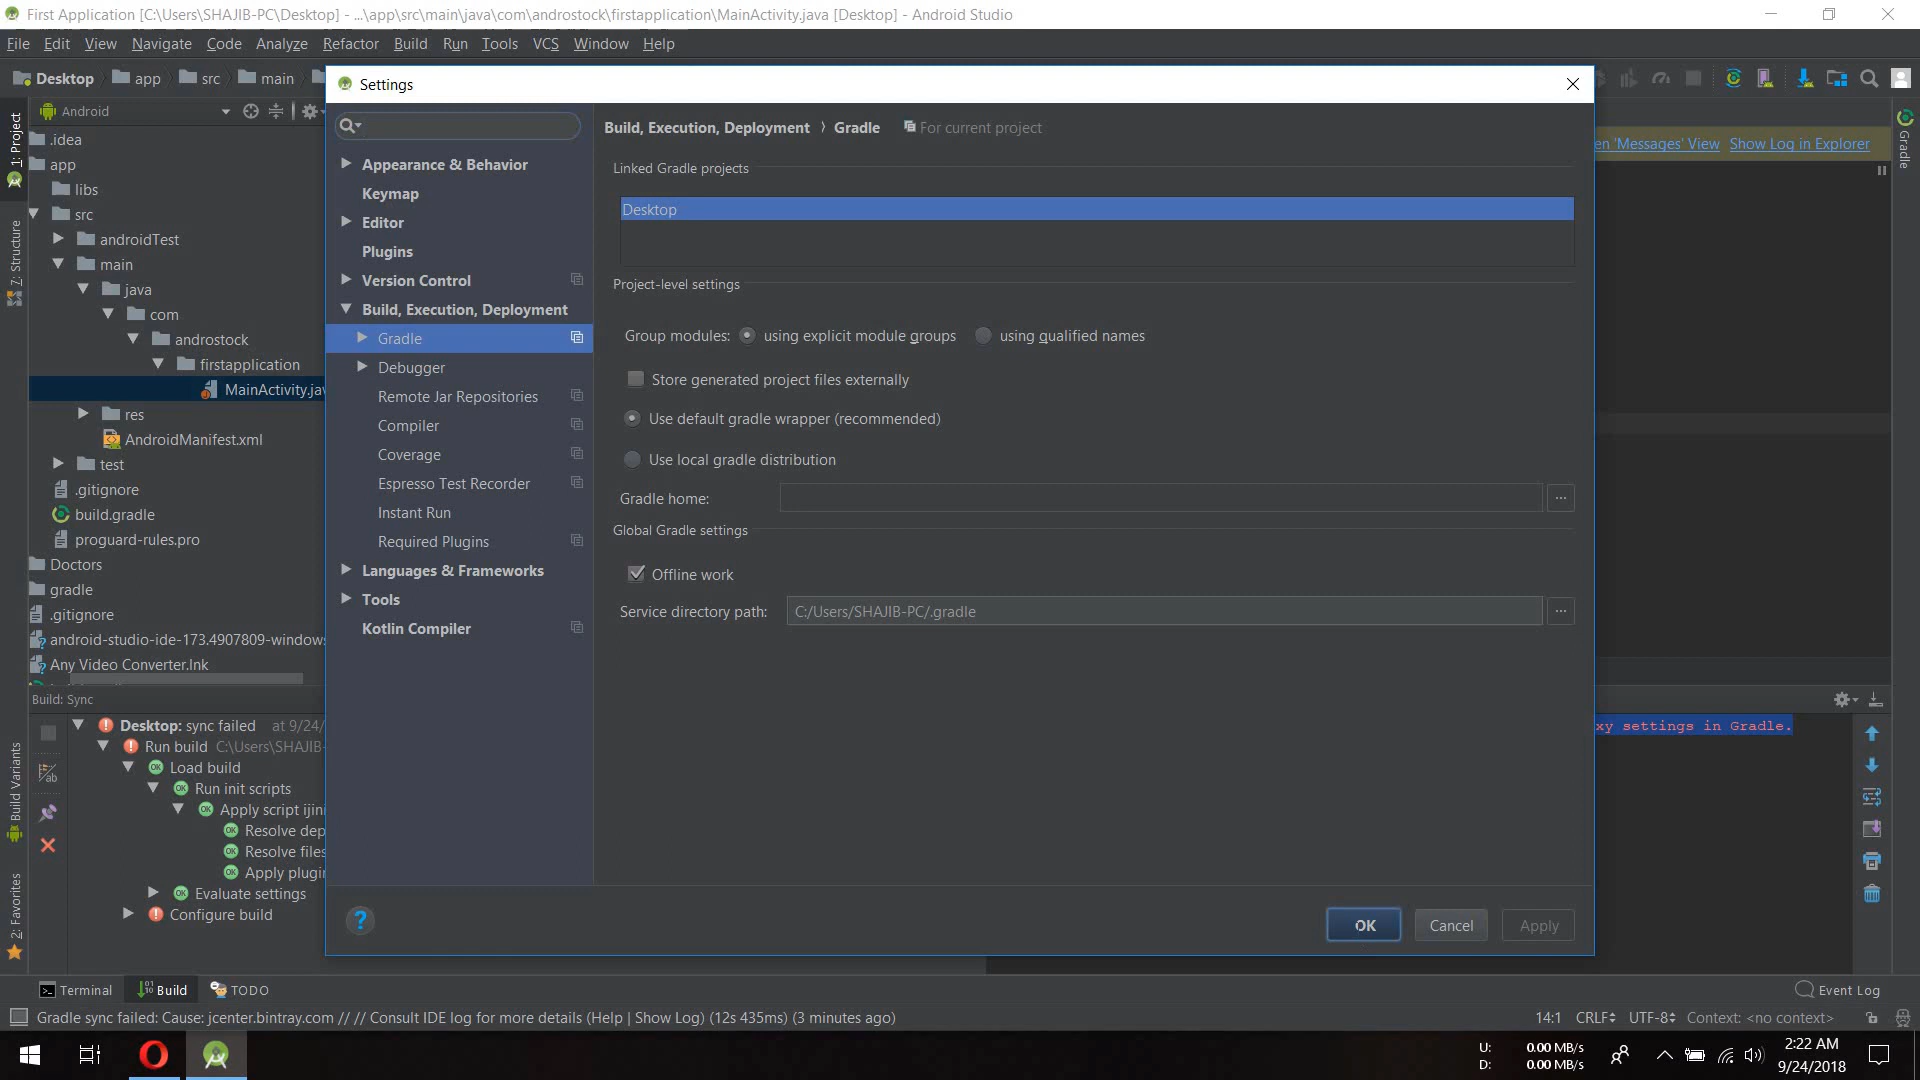 First Application [C:\Users\SHAJIB-PC\Desktop] - ...\app\src\main\java\com\androstock\firstapplication\MainActivity.java [Desktop] - Android Studio
File Edit View Navigate Code Analyze Refactor Build Run Tools VCS Window Help
Desktop app src main
Settings
Android
1: Project
Z: Structure
Build Variants
2: Favorites
.idea
app
libs
src
androidTest
main
java
com
androstock
firstapplication
MainActivity.jav
res
AndroidManifest.xml
test
.gitignore
build.gradle
proguard-rules.pro
Doctors
gradle
.gitignore
android-studio-ide-173.4907809-windows
Any Video Converter.lnk
Appearance & Behavior
Keymap
Editor
Plugins
Version Control
Build, Execution, Deployment
Gradle
Debugger
Remote Jar Repositories
Compiler
Coverage
Espresso Test Recorder
Instant Run
Required Plugins
Languages & Frameworks
Tools
Kotlin Compiler
Build, Execution, Deployment › Gradle For current project
Linked Gradle projects
Desktop
Project-level settings
Group modules: using explicit module groups using qualified names
Store generated project files externally
Use default gradle wrapper (recommended)
Use local gradle distribution
Gradle home: ...
Global Gradle settings
Offline work
Service directory path: C:/Users/SHAJIB-PC/.gradle ...
? OK Cancel Apply
en 'Messages' View Show Log in Explorer
Gradle
Build: Sync
Desktop: sync failed at 9/24/
Run build C:\Users\SHAJIB-
Load build
Run init scripts
Apply script ijini
Resolve dep
Resolve files
Apply plugin
Evaluate settings
Configure build
xy settings in Gradle.
Terminal Build TODO Event Log
Gradle sync failed: Cause: jcenter.bintray.com // // Consult IDE log for more details (Help | Show Log) (12s 435ms) (3 minutes ago) 14:1 CRLF UTF-8 Context: <no context>
U: 0.00 MB/s
D: 0.00 MB/s
2:22 AM
9/24/2018